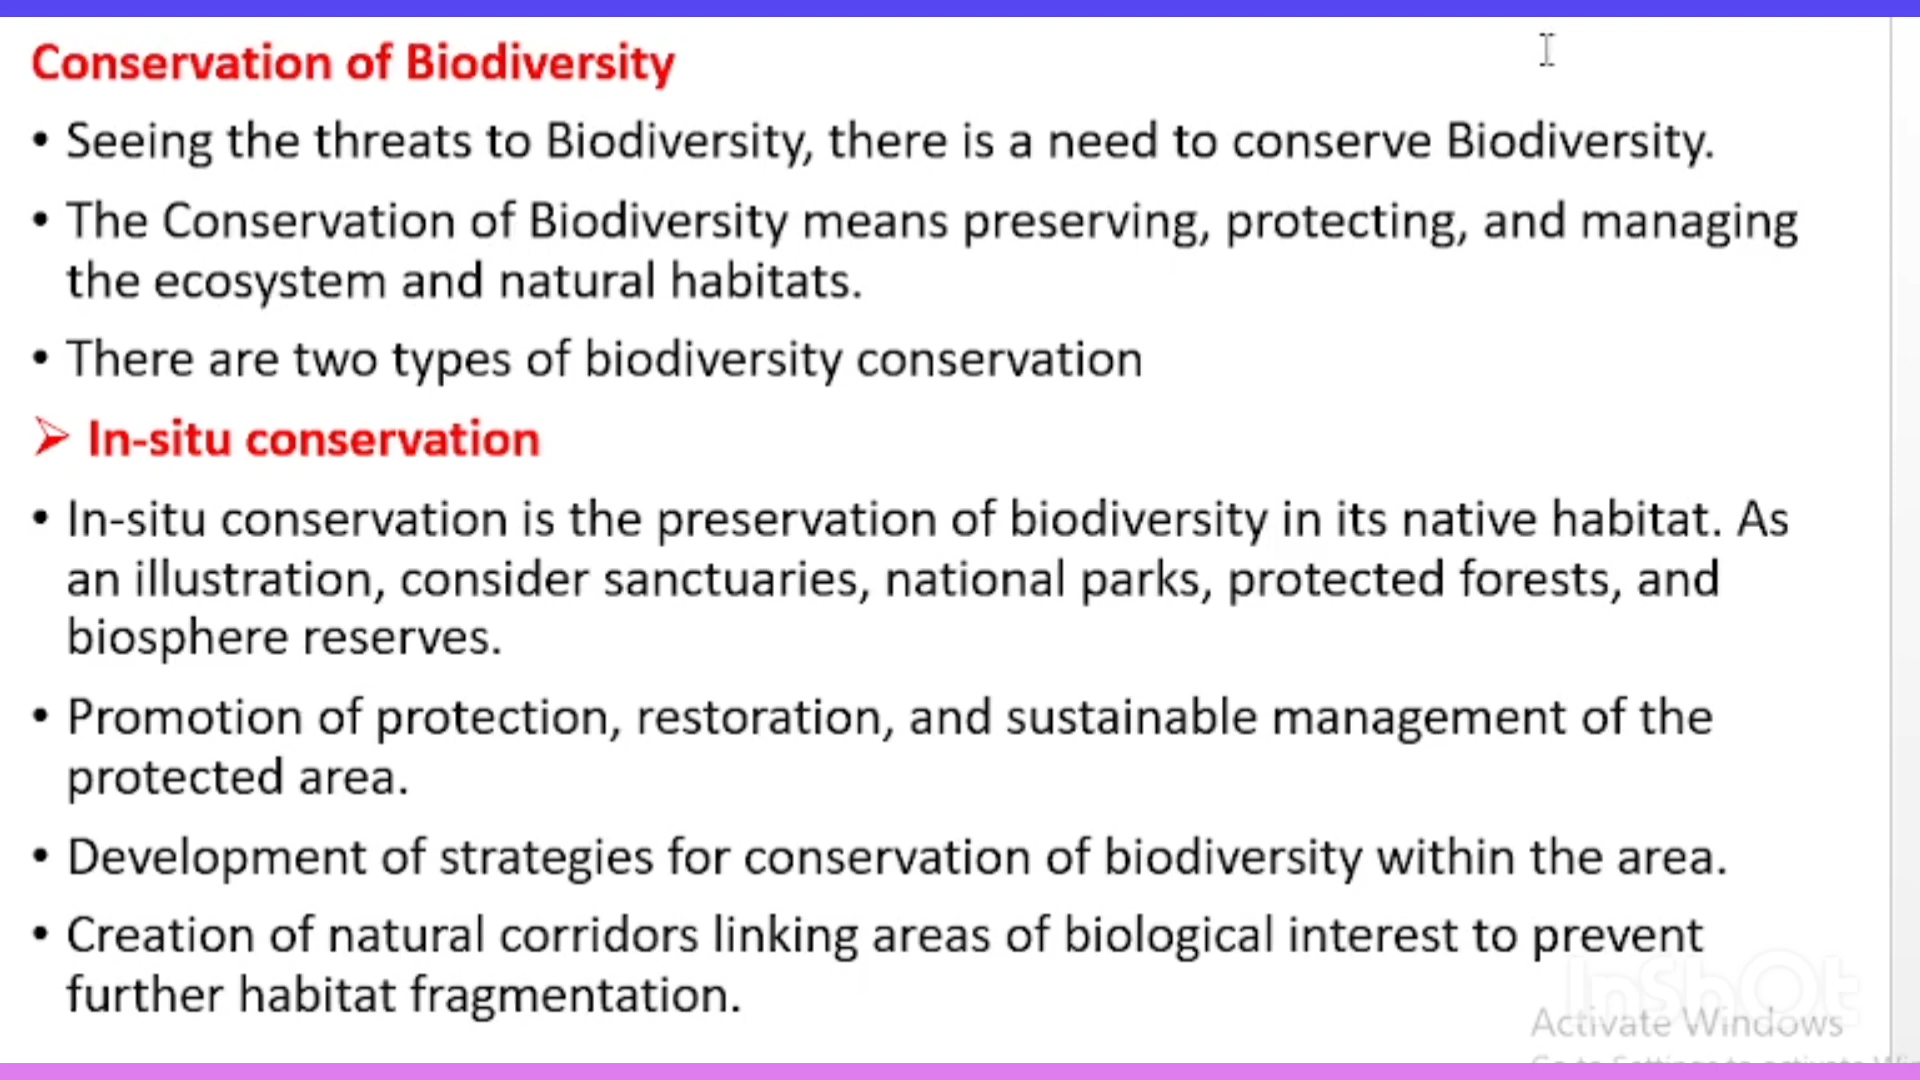 Conservation of Biodiversity
• Seeing the threats to Biodiversity, there is a need to conserve Biodiversity.
• The Conservation of Biodiversity means preserving, protecting, and managing
the ecosystem and natural habitats.
• There are two types of biodiversity conservation
➢ In-situ conservation
• In-situ conservation is the preservation of biodiversity in its native habitat. As
an illustration, consider sanctuaries, national parks, protected forests, and
biosphere reserves.
• Promotion of protection, restoration, and sustainable management of the
protected area.
• Development of strategies for conservation of biodiversity within the area.
• Creation of natural corridors linking areas of biological interest to prevent
further habitat fragmentation.
InShOt
Activate Windows